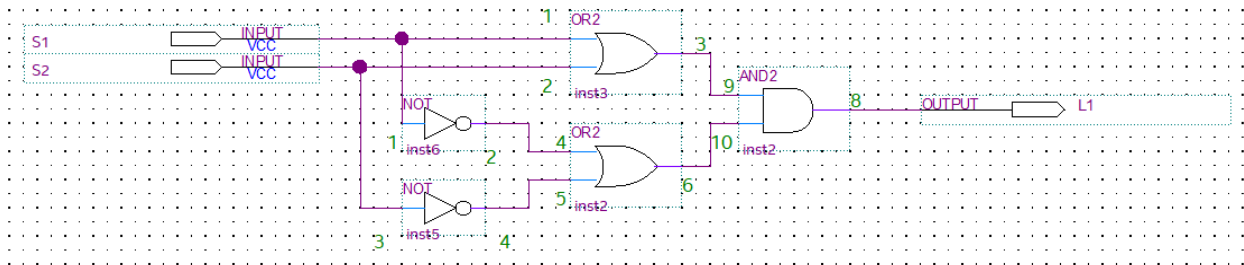 1 OR2
S1 INPUT
VCC
3
S2 INPUT
VCC
2 inst3
9 AND2
8 OUTPUT L1
NOT
OR2
1 inst6
2
4
10 inst2
NOT
5 inst2
6
inst5
3 4